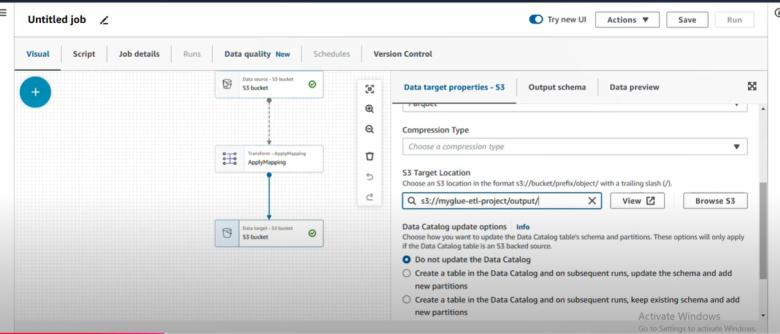 Untitled job
Try new UI
Actions ▼
Save
Run
Visual
Script
Job details
Runs
Data quality New
Schedules
Version Control
Data source - S3 bucket
S3 bucket
Transform - ApplyMapping
ApplyMapping
Data target - S3 bucket
S3 bucket
Data target properties - S3
Output schema
Data preview
Parquet
Compression Type
Choose a compression type
S3 Target Location
Choose an S3 location in the format s3://bucket/prefix/object/ with a trailing slash (/).
s3://myglue-etl-project/output/
View
Browse S3
Data Catalog update options Info
Choose how you want to update the Data Catalog table's schema and partitions. These options will only apply
if the Data Catalog table is an S3 backed source.
Do not update the Data Catalog
Create a table in the Data Catalog and on subsequent runs, update the schema and add
new partitions
Create a table in the Data Catalog and on subsequent runs, keep existing schema and add
new partitions
Activate Windows
Go to Settings to activate Windows.